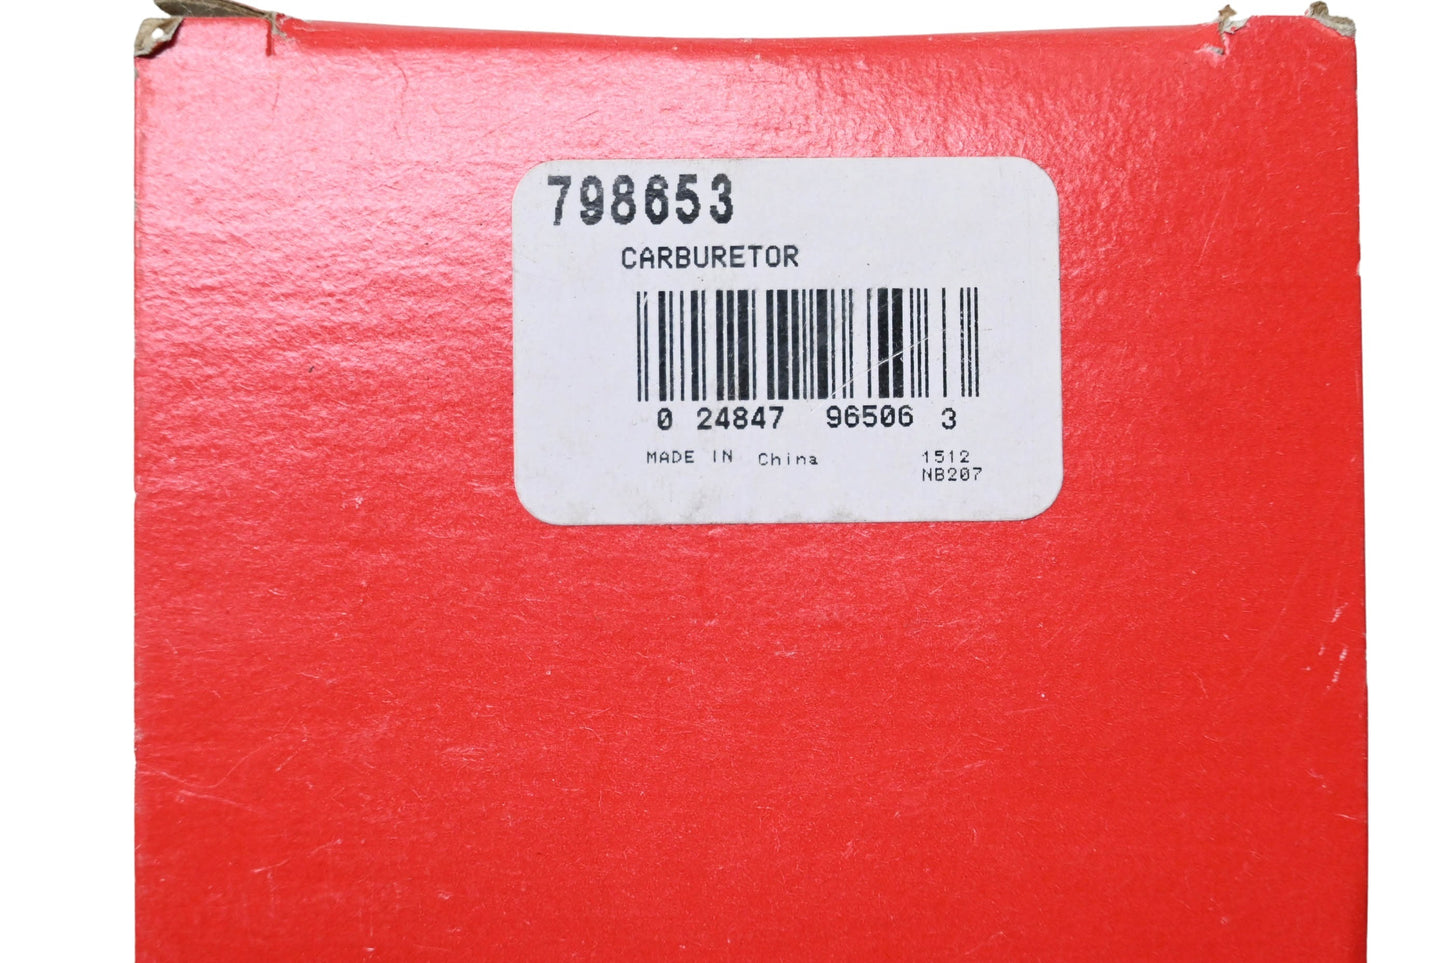 798653
CARBURETOR
0 24847 96506 3
MADE IN China 1512
NB207